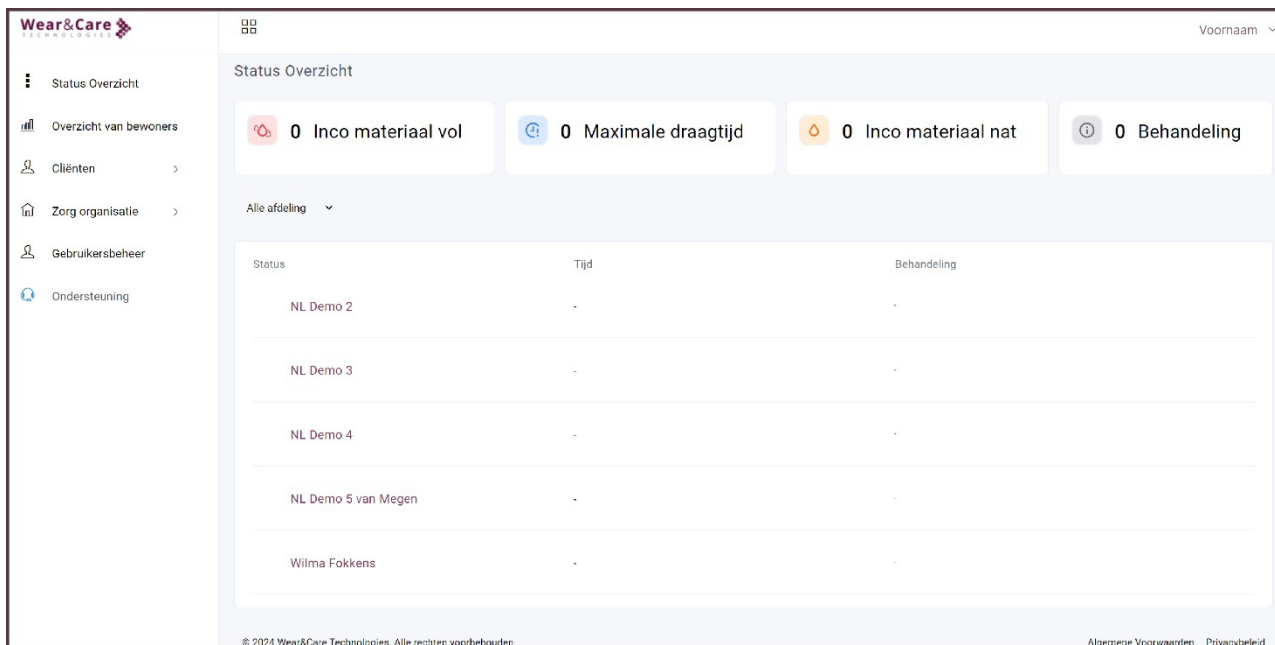 Wear&Care
TECHNOLOGIES
Voornaam
Status Overzicht
Overzicht van bewoners
Cliënten
Zorg organisatie
Gebruikersbeheer
Ondersteuning
Status Overzicht
0 Inco materiaal vol
0 Maximale draagtijd
0 Inco materiaal nat
0 Behandeling
Alle afdeling
Status Tijd Behandeling
NL Demo 2 - -
NL Demo 3 - -
NL Demo 4 - -
NL Demo 5 van Megen - -
Wilma Fokkens - -
© 2024 Wear&Care Technologies. Alle rechten voorbehouden. Algemene Voorwaarden Privacybeleid